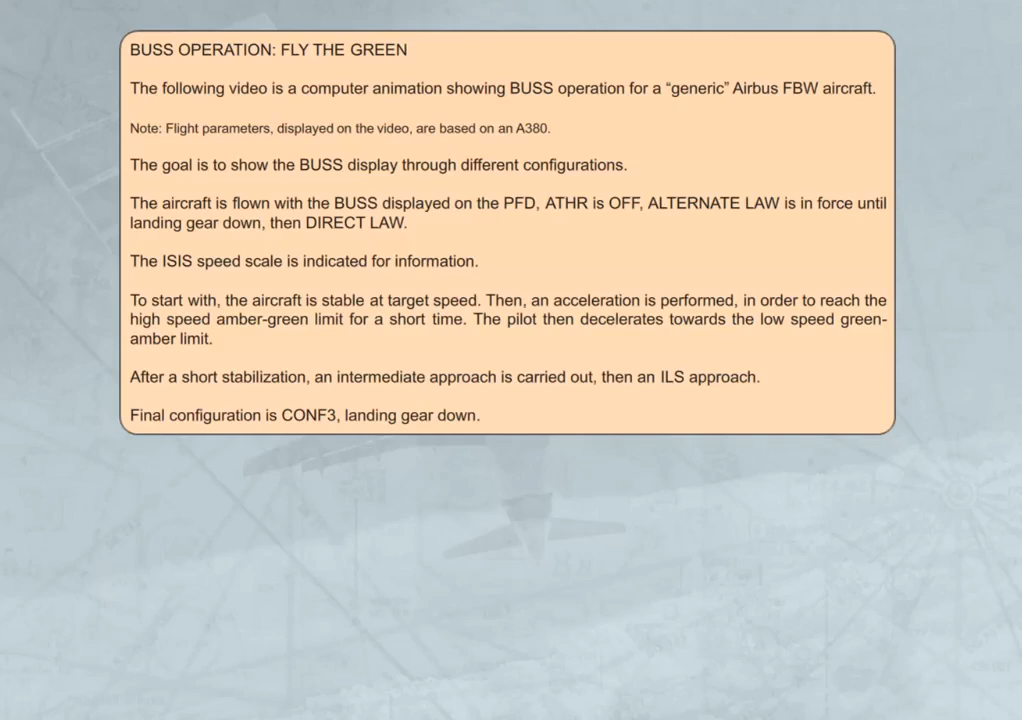 BUSS OPERATION: FLY THE GREEN
The following video is a computer animation showing BUSS operation for a “generic” Airbus FBW aircraft.
Note: Flight parameters, displayed on the video, are based on an A380.
The goal is to show the BUSS display through different configurations.
The aircraft is flown with the BUSS displayed on the PFD, ATHR is OFF, ALTERNATE LAW is in force until
landing gear down, then DIRECT LAW.
The ISIS speed scale is indicated for information.
To start with, the aircraft is stable at target speed. Then, an acceleration is performed, in order to reach the
high speed amber-green limit for a short time. The pilot then decelerates towards the low speed green-
amber limit.
After a short stabilization, an intermediate approach is carried out, then an ILS approach.
Final configuration is CONF3, landing gear down.